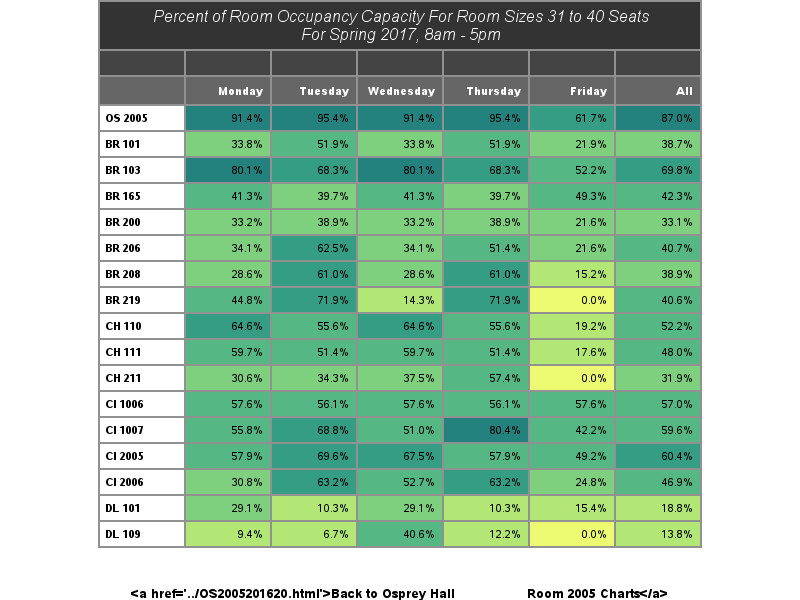 Percent of Room Occupancy Capacity For Room Sizes 31 to 40 Seats
For Spring 2017, 8am - 5pm
Monday Tuesday Wednesday Thursday Friday All
OS 2005 91.4% 95.4% 91.4% 95.4% 61.7% 87.0%
BR 101 33.8% 51.9% 33.8% 51.9% 21.9% 38.7%
BR 103 80.1% 68.3% 80.1% 68.3% 52.2% 69.8%
BR 165 41.3% 39.7% 41.3% 39.7% 49.3% 42.3%
BR 200 33.2% 38.9% 33.2% 38.9% 21.6% 33.1%
BR 206 34.1% 62.5% 34.1% 51.4% 21.6% 40.7%
BR 208 28.6% 61.0% 28.6% 61.0% 15.2% 38.9%
BR 219 44.8% 71.9% 14.3% 71.9% 0.0% 40.6%
CH 110 64.6% 55.6% 64.6% 55.6% 19.2% 52.2%
CH 111 59.7% 51.4% 59.7% 51.4% 17.6% 48.0%
CH 211 30.6% 34.3% 37.5% 57.4% 0.0% 31.9%
CI 1006 57.6% 56.1% 57.6% 56.1% 57.6% 57.0%
CI 1007 55.8% 68.8% 51.0% 80.4% 42.2% 59.6%
CI 2005 57.9% 69.6% 67.5% 57.9% 49.2% 60.4%
CI 2006 30.8% 63.2% 52.7% 63.2% 24.8% 46.9%
DL 101 29.1% 10.3% 29.1% 10.3% 15.4% 18.8%
DL 109 9.4% 6.7% 40.6% 12.2% 0.0% 13.8%
<a href='../OS2005201620.html'>Back to Osprey Hall Room 2005 Charts</a>